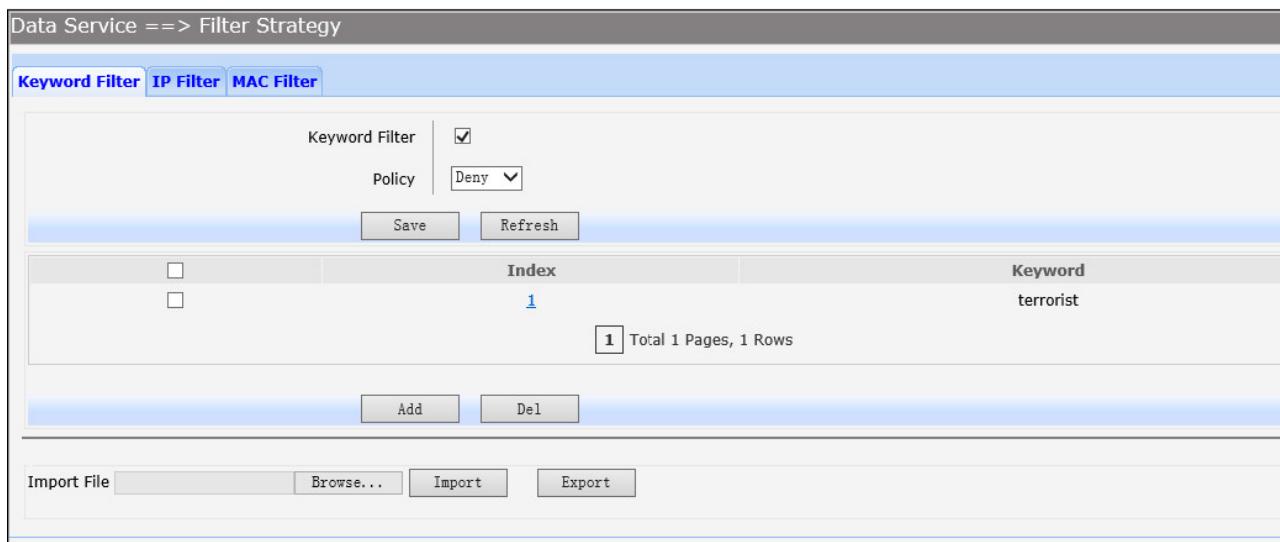 Data Service ==> Filter Strategy
Keyword Filter IP Filter MAC Filter
Keyword Filter
Policy Deny
Save Refresh
Index Keyword
1 terrorist
1 Total 1 Pages, 1 Rows
Add Del
Import File Browse... Import Export